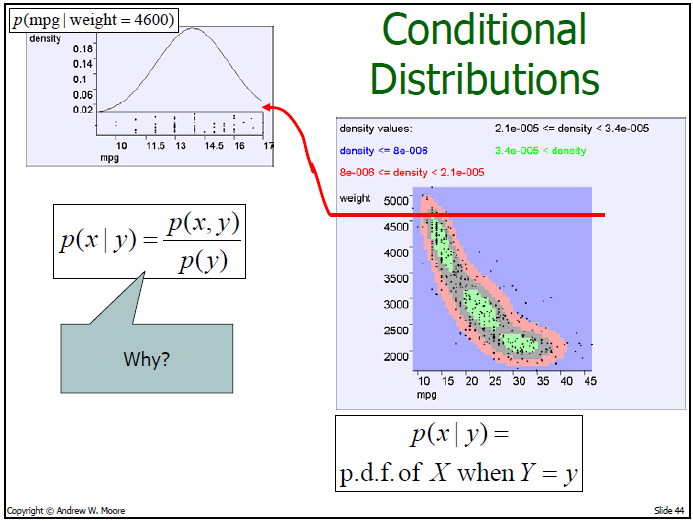 Conditional
Distributions
p(mpg | weight = 4600)
density
0.18
0.14
0.1
0.06
0.02
10 11.5 13 14.5 16 17
mpg
density values: 2.1e-005 <= density < 3.4e-005
density <= 8e-006 3.4e-005 < density
8e-006 <= density < 2.1e-005
weight
5000
4500
4000
3500
3000
2500
2000
10 15 20 25 30 35 40 45
mpg
p(x | y) = p(x, y) / p(y)
Why?
p(x | y) =
p.d.f. of X when Y = y
Copyright © Andrew W. Moore
Slide 44